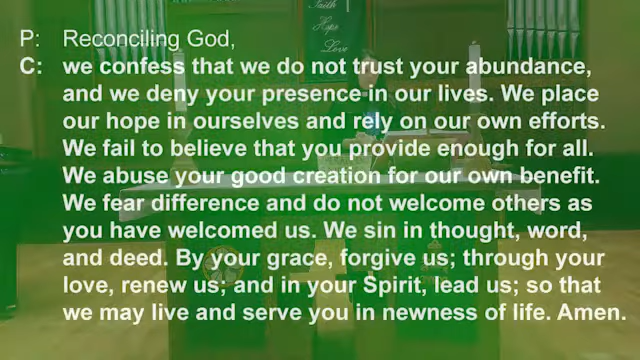 Faith
Hope
Love
P: Reconciling God,
C: we confess that we do not trust your abundance,
and we deny your presence in our lives. We place
our hope in ourselves and rely on our own efforts.
We fail to believe that you provide enough for all.
We abuse your good creation for our own benefit.
We fear difference and do not welcome others as
you have welcomed us. We sin in thought, word,
and deed. By your grace, forgive us; through your
love, renew us; and in your Spirit, lead us; so that
we may live and serve you in newness of life. Amen.